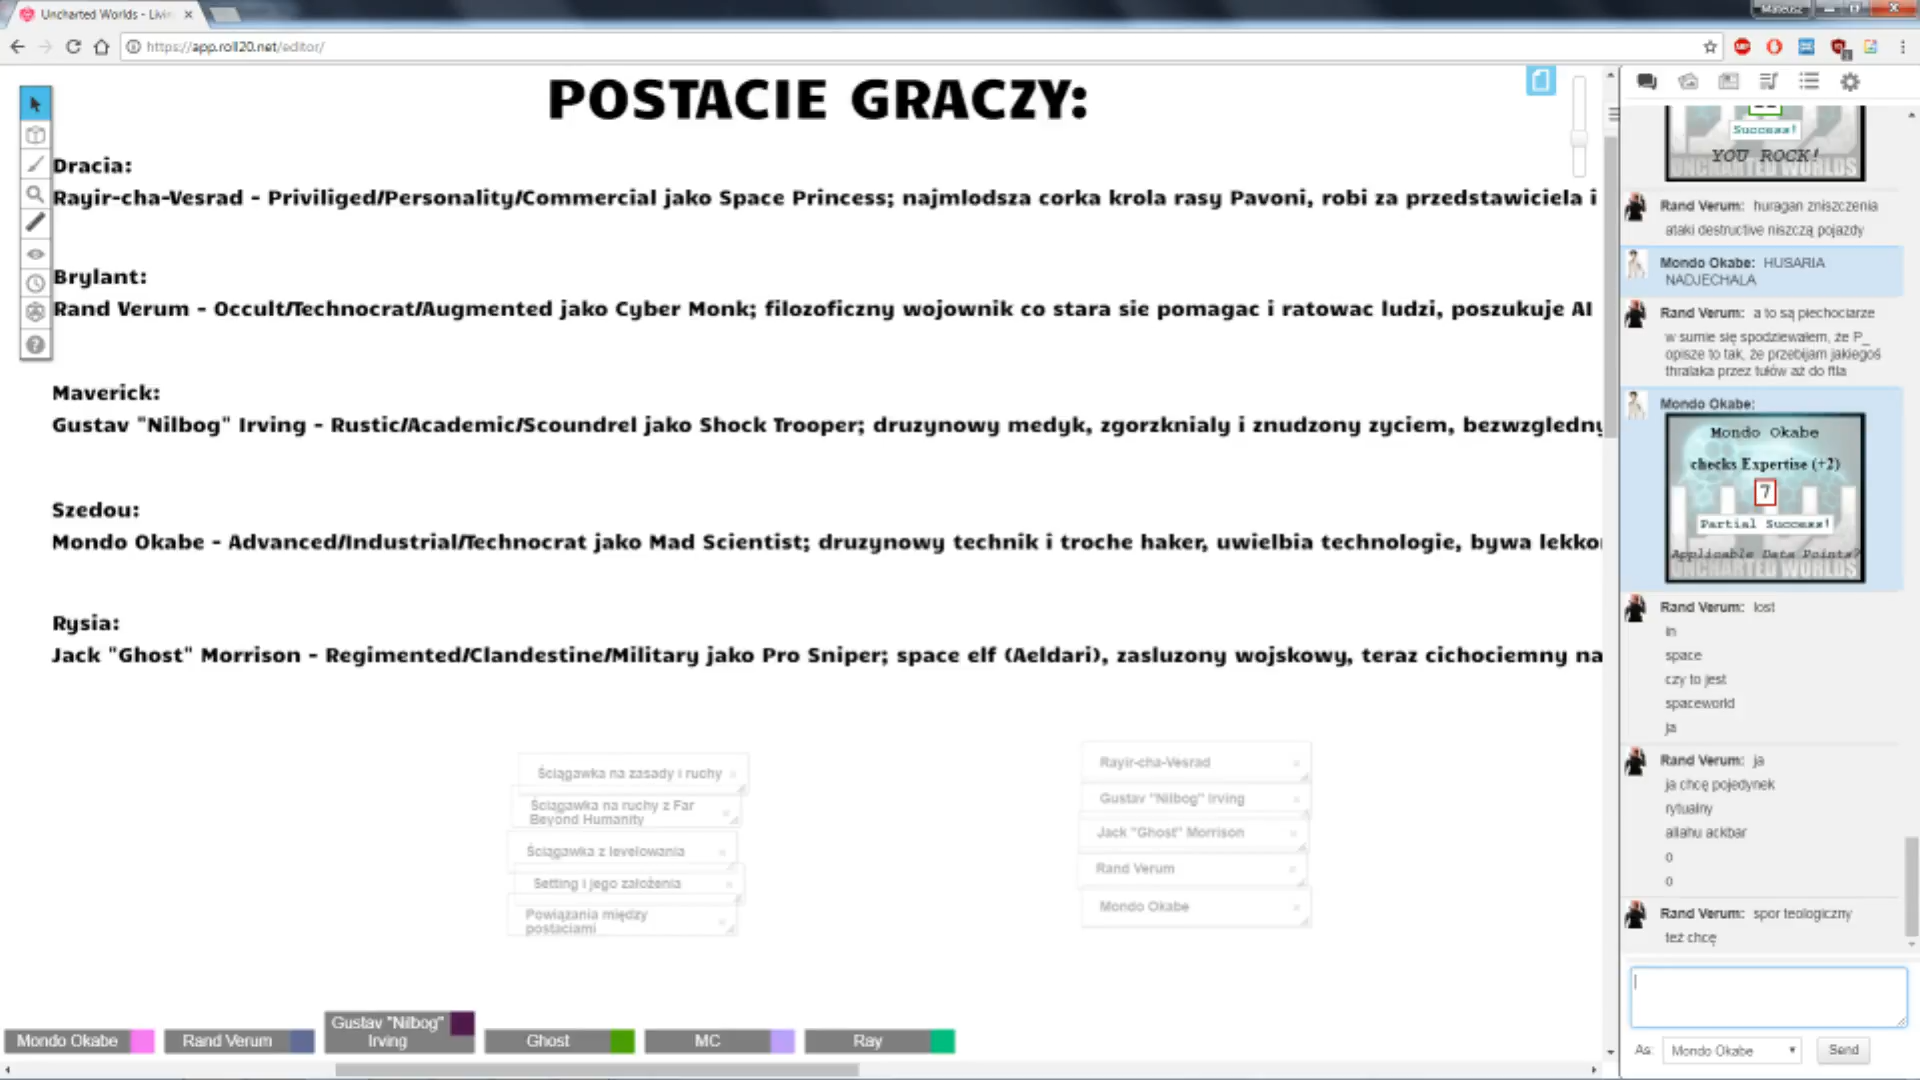 Uncharted Worlds - Livin
Mateusz
https://app.roll20.net/editor/
POSTACIE GRACZY:
Dracia:
Rayir-cha-Vesrad - Priviliged/Personality/Commercial jako Space Princess; najmlodsza corka krola rasy Pavoni, robi za przedstawiciela i
Brylant:
Rand Verum - Occult/Technocrat/Augmented jako Cyber Monk; filozoficzny wojownik co stara sie pomagac i ratowac ludzi, poszukuje AI
Maverick:
Gustav "Nilbog" Irving - Rustic/Academic/Scoundrel jako Shock Trooper; druzynowy medyk, zgorzknialy i znudzony zyciem, bezwzgledny
Szedou:
Mondo Okabe - Advanced/Industrial/Technocrat jako Mad Scientist; druzynowy technik i troche haker, uwielbia technologie, bywa lekko
Rysia:
Jack "Ghost" Morrison - Regimented/Clandestine/Military jako Pro Sniper; space elf (Aeldari), zasluzony wojskowy, teraz cichociemny na
Ściągawka na zasady i ruchy
Ściągawka na ruchy z Far
Beyond Humanity
Ściągawka z levelowania
Setting i jego założenia
Powiązania między
postaciami
Rayir-cha-Vesrad
Gustav "Nilbog" Irving
Jack "Ghost" Morrison
Rand Verum
Mondo Okabe
Mondo Okabe
Rand Verum
Gustav "Nilbog"
Irving
Ghost
MC
Ray
Success!
YOU ROCK!
UNCHARTED WORLDS
Rand Verum: huragan zniszczenia
ataki destructive niszczą pojazdy
Mondo Okabe: HUSARIA
NADJECHALA
Rand Verum: a to są piechociarze
w sumie się spodziewałem, że P_
opisze to tak, że przebijam jakiegoś
thralaka przez tułów aż do fila
Mondo Okabe:
Mondo Okabe
checks Expertise (+2)
7
Partial Success!
Applicable Data Points?
UNCHARTED WORLDS
Rand Verum: lost
in
space
czy to jest
spaceworld
ja
Rand Verum: ja
ja chcę pojedynek
rytualny
allahu ackbar
0
0
Rand Verum: spor teologiczny
też chcę
As: Mondo Okabe
Send